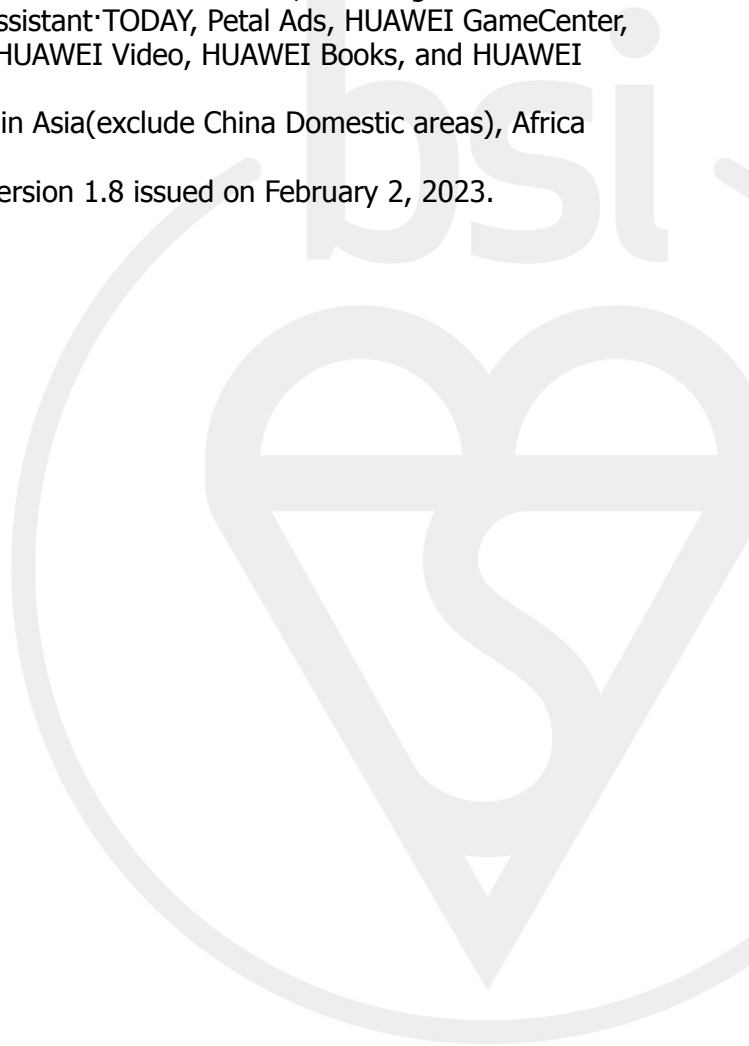 ssistant·TODAY, Petal Ads, HUAWEI GameCenter,
HUAWEI Video, HUAWEI Books, and HUAWEI
in Asia(exclude China Domestic areas), Africa
ersion 1.8 issued on February 2, 2023.
bsi